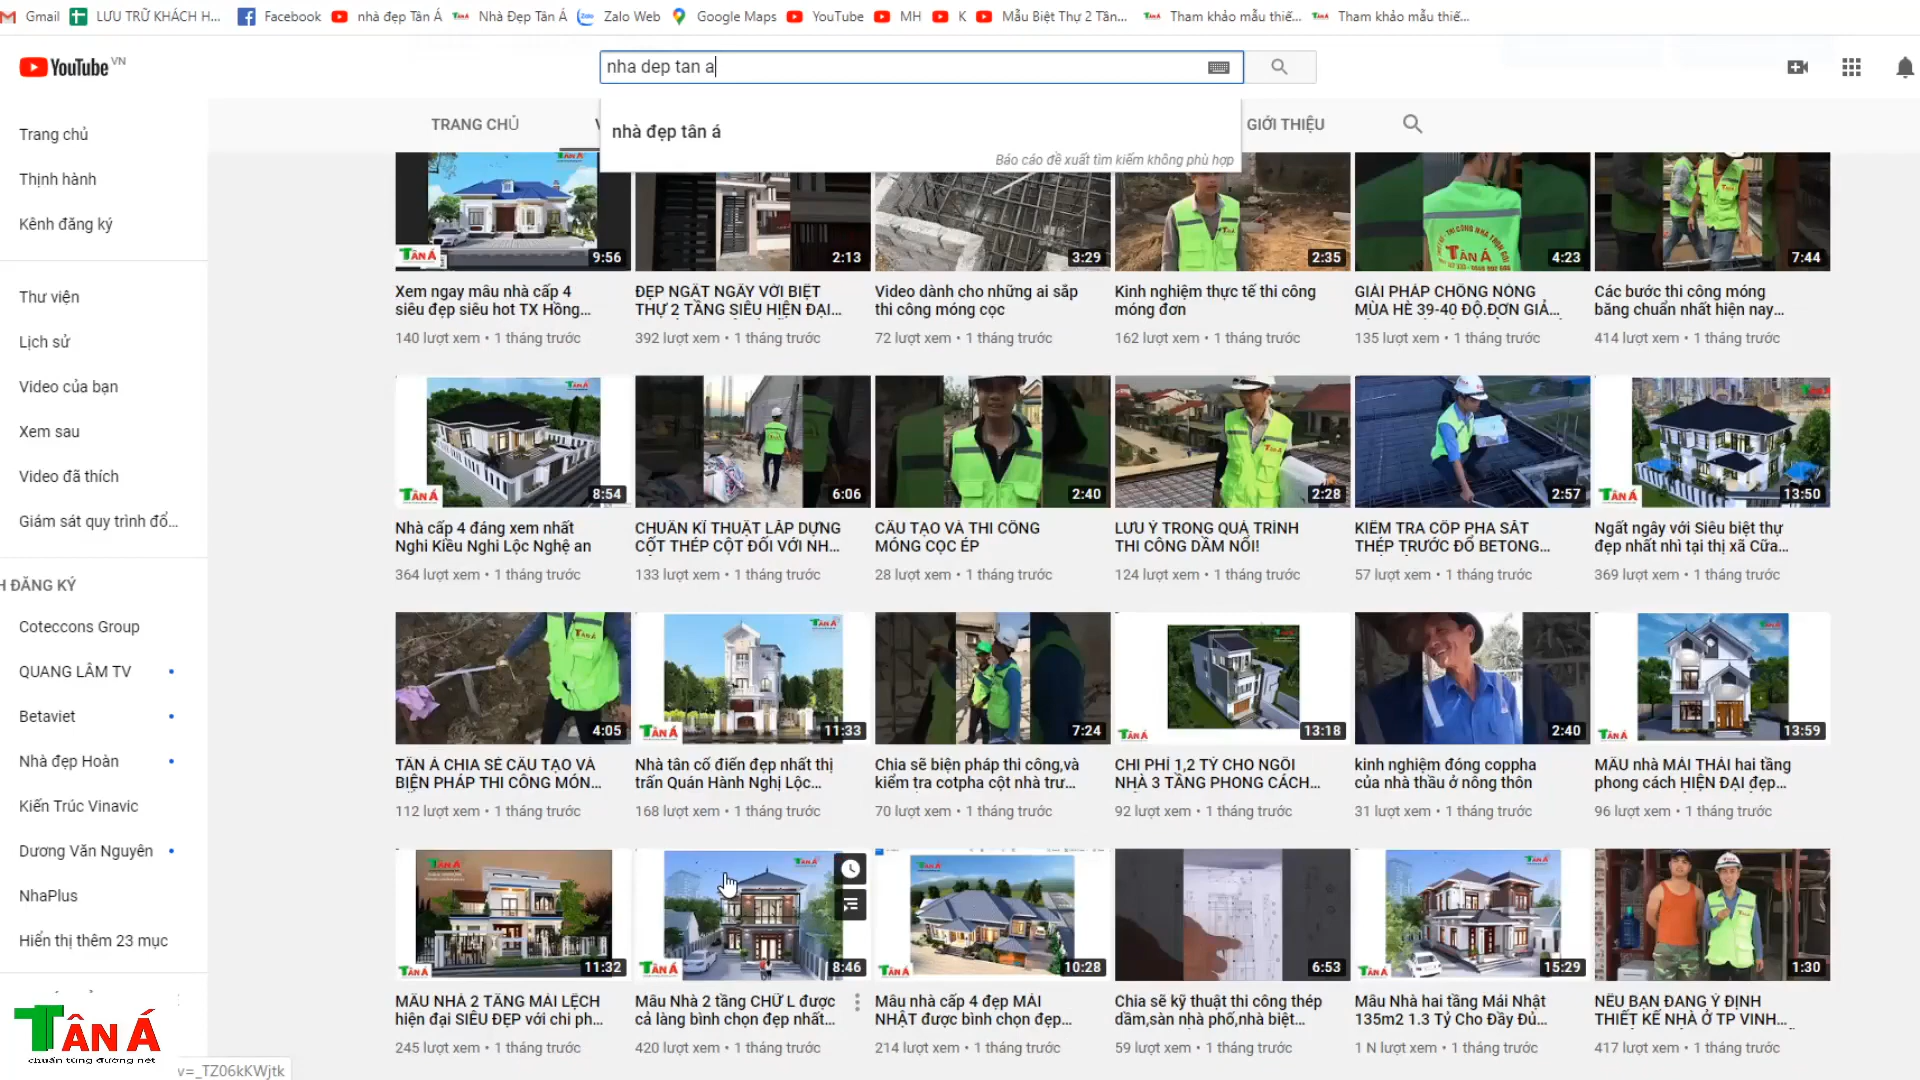 Gmail
LƯU TRỮ KHÁCH H...
Facebook
nhà đẹp Tân Á
Nhà Đẹp Tân Á
Zalo Web
Google Maps
YouTube
MH
K
Mẫu Biệt Thự 2 Tần...
Tham khảo mẫu thiế...
Tham khảo mẫu thiế...
YouTube VN
nha dep tan a
nhà đẹp tân á
Báo cáo đề xuất tìm kiếm không phù hợp
TRANG CHỦ
GIỚI THIỆU
Trang chủ
Thịnh hành
Kênh đăng ký
Thư viện
Lịch sử
Video của bạn
Xem sau
Video đã thích
Giám sát quy trình đổ...
H ĐĂNG KÝ
Coteccons Group
QUANG LÂM TV
Betaviet
Nhà đẹp Hoàn
Kiến Trúc Vinavic
Dương Văn Nguyên
NhaPlus
Hiển thị thêm 23 mục
TÂN Á
chuẩn từng đường nét
v=_TZ06kKWjtk
TÂN Á
9:56
2:13
3:29
2:35
TÂN Á
4:23
7:44
Xem ngay mẫu nhà cấp 4
siêu đẹp siêu hot TX Hồng...
140 lượt xem • 1 tháng trước
ĐẸP NGẤT NGÂY VỚI BIỆT
THỰ 2 TẦNG SIÊU HIỆN ĐẠI...
392 lượt xem • 1 tháng trước
Video dành cho những ai sắp
thi công móng cọc
72 lượt xem • 1 tháng trước
Kinh nghiệm thực tế thi công
móng đơn
162 lượt xem • 1 tháng trước
GIẢI PHÁP CHỐNG NÓNG
MÙA HÈ 39-40 ĐỘ.ĐƠN GIẢ...
135 lượt xem • 1 tháng trước
Các bước thi công móng
băng chuẩn nhất hiện nay...
414 lượt xem • 1 tháng trước
TÂN Á
8:54
6:06
2:40
2:28
2:57
TÂN Á
13:50
Nhà cấp 4 đáng xem nhất
Nghi Kiều Nghi Lộc Nghệ an
364 lượt xem • 1 tháng trước
CHUẨN KĨ THUẬT LẮP DỰNG
CỐT THÉP CỘT ĐỐI VỚI NH...
133 lượt xem • 1 tháng trước
CẤU TẠO VÀ THI CÔNG
MÓNG CỌC ÉP
28 lượt xem • 1 tháng trước
LƯU Ý TRONG QUÁ TRÌNH
THI CÔNG DẦM NỔI!
124 lượt xem • 1 tháng trước
KIỂM TRA CỐP PHA SẮT
THÉP TRƯỚC ĐỔ BETONG...
57 lượt xem • 1 tháng trước
Ngất ngây với Siêu biệt thự
đẹp nhất nhì tại thị xã Cữa...
369 lượt xem • 1 tháng trước
4:05
TÂN Á
11:33
7:24
TÂN Á
13:18
2:40
TÂN Á
13:59
TÂN Á CHIA SẺ CẤU TẠO VÀ
BIỆN PHÁP THI CÔNG MÓN...
112 lượt xem • 1 tháng trước
Nhà tân cổ điển đẹp nhất thị
trấn Quán Hành Nghị Lộc...
168 lượt xem • 1 tháng trước
Chia sẽ biện pháp thi công,và
kiểm tra cotpha cột nhà trư...
70 lượt xem • 1 tháng trước
CHI PHÍ 1,2 TỶ CHO NGÔI
NHÀ 3 TẦNG PHONG CÁCH...
92 lượt xem • 1 tháng trước
kinh nghiệm đóng coppha
của nhà thầu ở nông thôn
31 lượt xem • 1 tháng trước
MẪU nhà MÁI THÁI hai tầng
phong cách HIỆN ĐẠI đẹp...
96 lượt xem • 1 tháng trước
TÂN Á
11:32
TÂN Á
8:46
TÂN Á
10:28
6:53
TÂN Á
15:29
1:30
MẪU NHÀ 2 TẦNG MÁI LỆCH
hiện đại SIÊU ĐẸP với chi ph...
245 lượt xem • 1 tháng trước
Mẫu Nhà 2 tầng CHỮ L được
cả làng bình chọn đẹp nhất...
420 lượt xem • 1 tháng trước
Mẫu nhà cấp 4 đẹp MÁI
NHẬT được bình chọn đẹp...
214 lượt xem • 1 tháng trước
Chia sẽ kỹ thuật thi công thép
dầm,sàn nhà phố,nhà biệt...
59 lượt xem • 1 tháng trước
Mẫu Nhà hai tầng Mái Nhật
135m2 1.3 Tỷ Cho Đầy Đủ...
1 N lượt xem • 1 tháng trước
NẾU BẠN ĐANG Ý ĐỊNH
THIẾT KẾ NHÀ Ở TP VINH...
417 lượt xem • 1 tháng trước